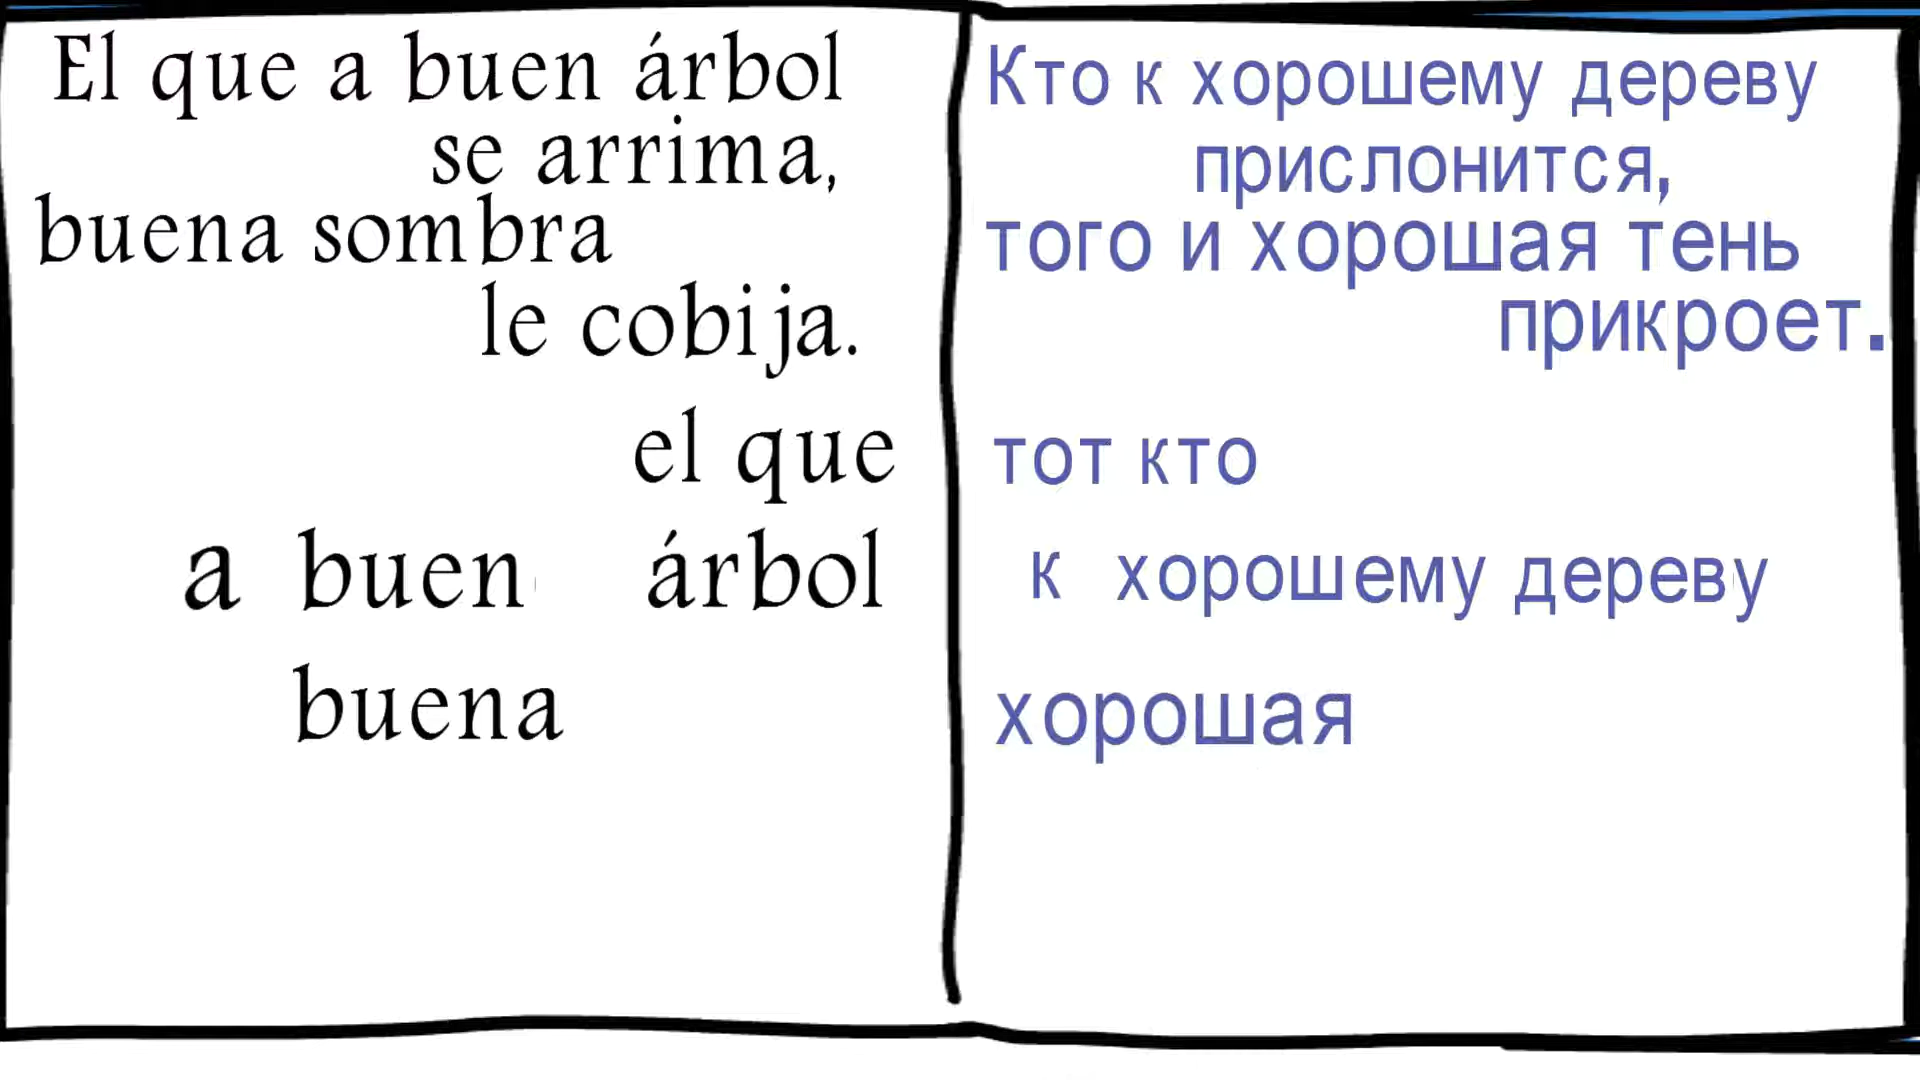 El que a buen árbol
se arrima,
buena sombra
le cobija.
el que
a buen árbol
buena
Кто к хорошему дереву
прислонится,
того и хорошая тень
прикроет.
тот кто
к хорошему дереву
хорошая